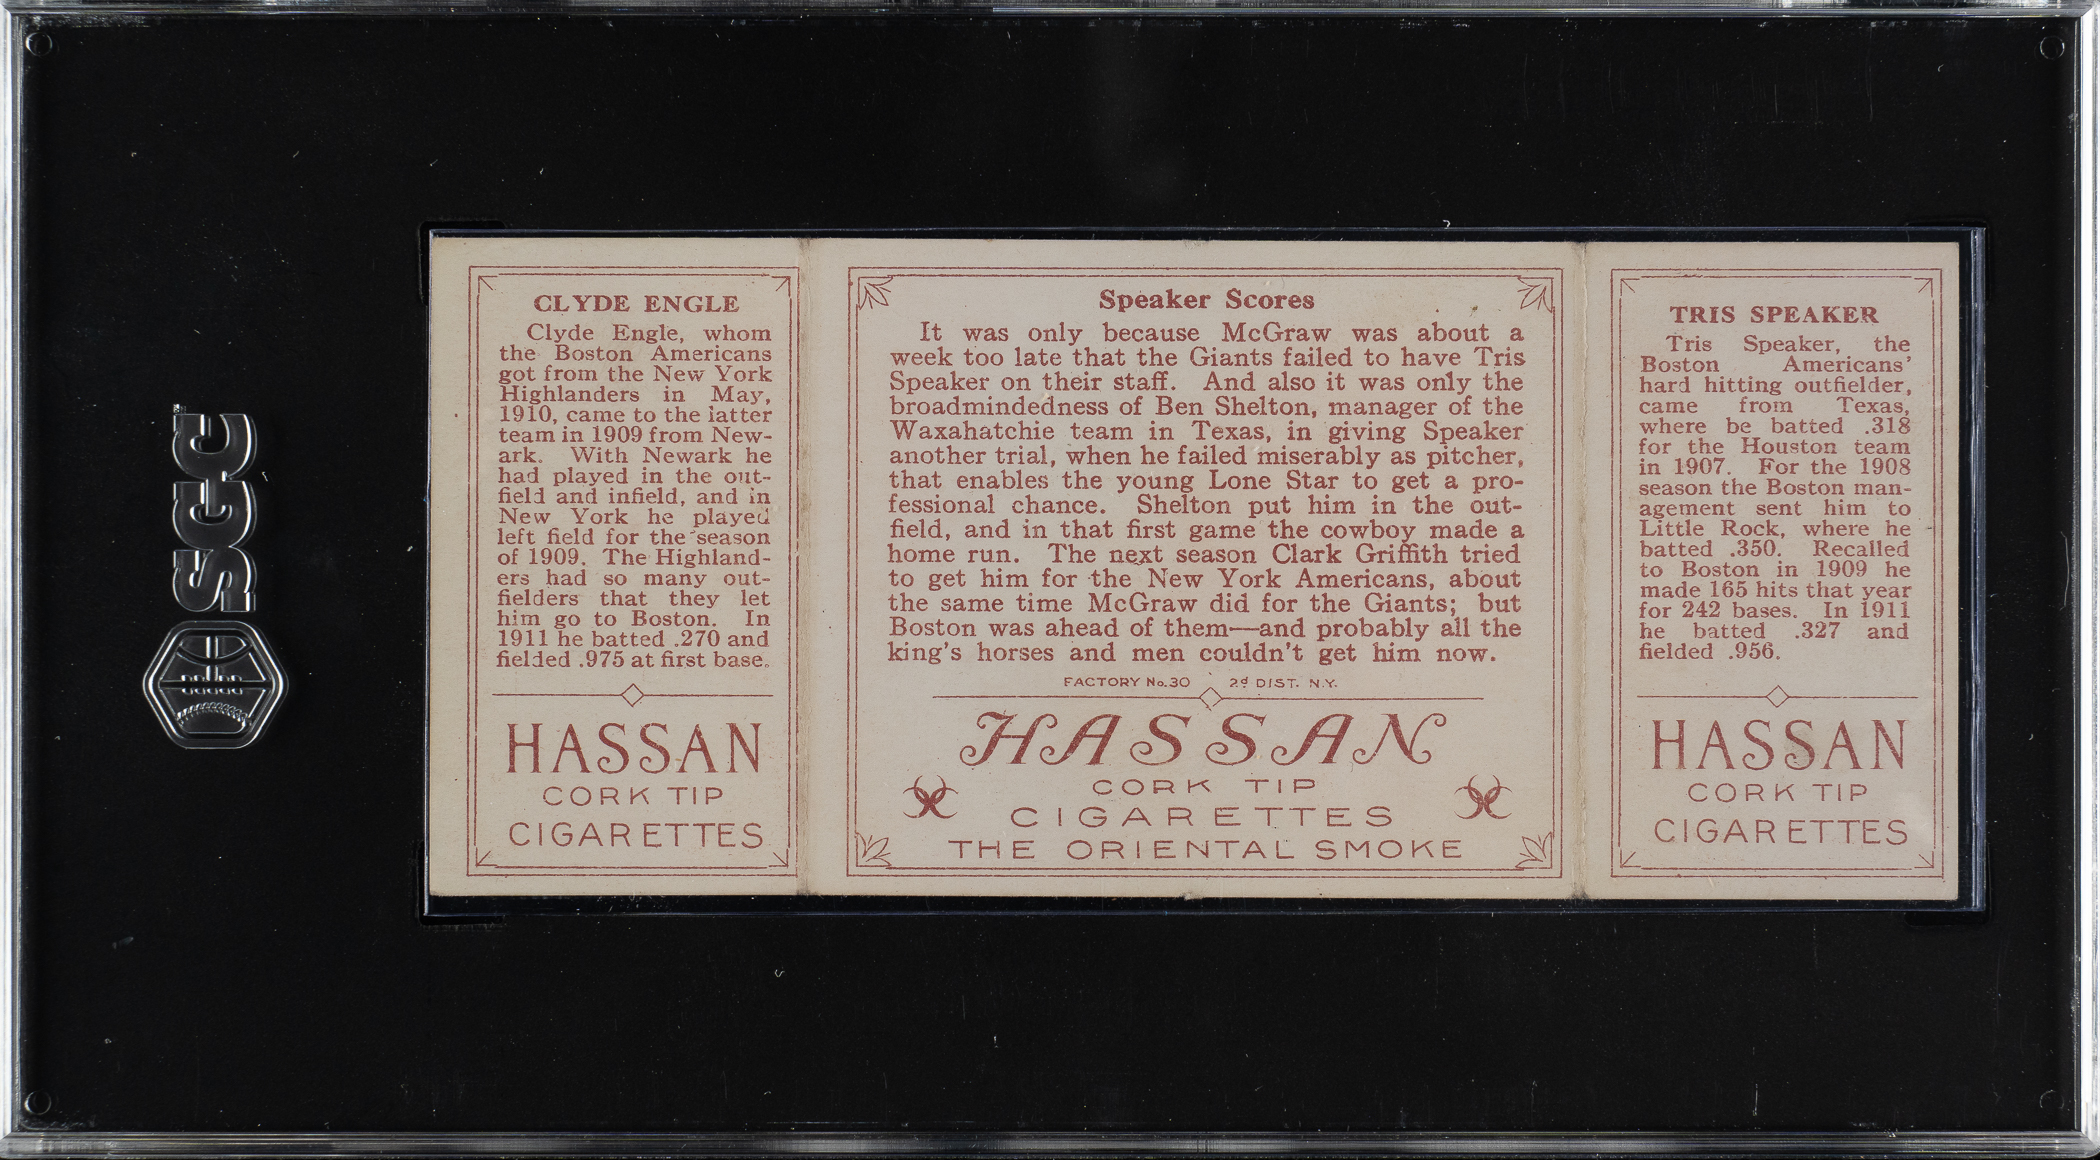 SGC
CLYDE ENGLE
Clyde Engle, whom
the Boston Americans
got from the New York
Highlanders in May,
1910, came to the latter
team in 1909 from New-
ark. With Newark he
had played in the out-
field and infield, and in
New York he played
left field for the season
of 1909. The Highland-
ers had so many out-
fielders that they let
him go to Boston. In
1911 he batted .270 and
fielded .975 at first base.
HASSAN
CORK TIP
CIGARETTES
Speaker Scores
It was only because McGraw was about a
week too late that the Giants failed to have Tris
Speaker on their staff. And also it was only the
broadmindedness of Ben Shelton, manager of the
Waxahatchie team in Texas, in giving Speaker
another trial, when he failed miserably as pitcher,
that enables the young Lone Star to get a pro-
fessional chance. Shelton put him in the out-
field, and in that first game the cowboy made a
home run. The next season Clark Griffith tried
to get him for the New York Americans, about
the same time McGraw did for the Giants; but
Boston was ahead of them—and probably all the
king's horses and men couldn't get him now.
FACTORY No. 30 2d DIST. N.Y.
HASSAN
CORK TIP
CIGARETTES
THE ORIENTAL SMOKE
TRIS SPEAKER
Tris Speaker, the
Boston Americans'
hard hitting outfielder,
came from Texas,
where be batted .318
for the Houston team
in 1907. For the 1908
season the Boston man-
agement sent him to
Little Rock, where he
batted .350. Recalled
to Boston in 1909 he
made 165 hits that year
for 242 bases. In 1911
he batted .327 and
fielded .956.
HASSAN
CORK TIP
CIGARETTES